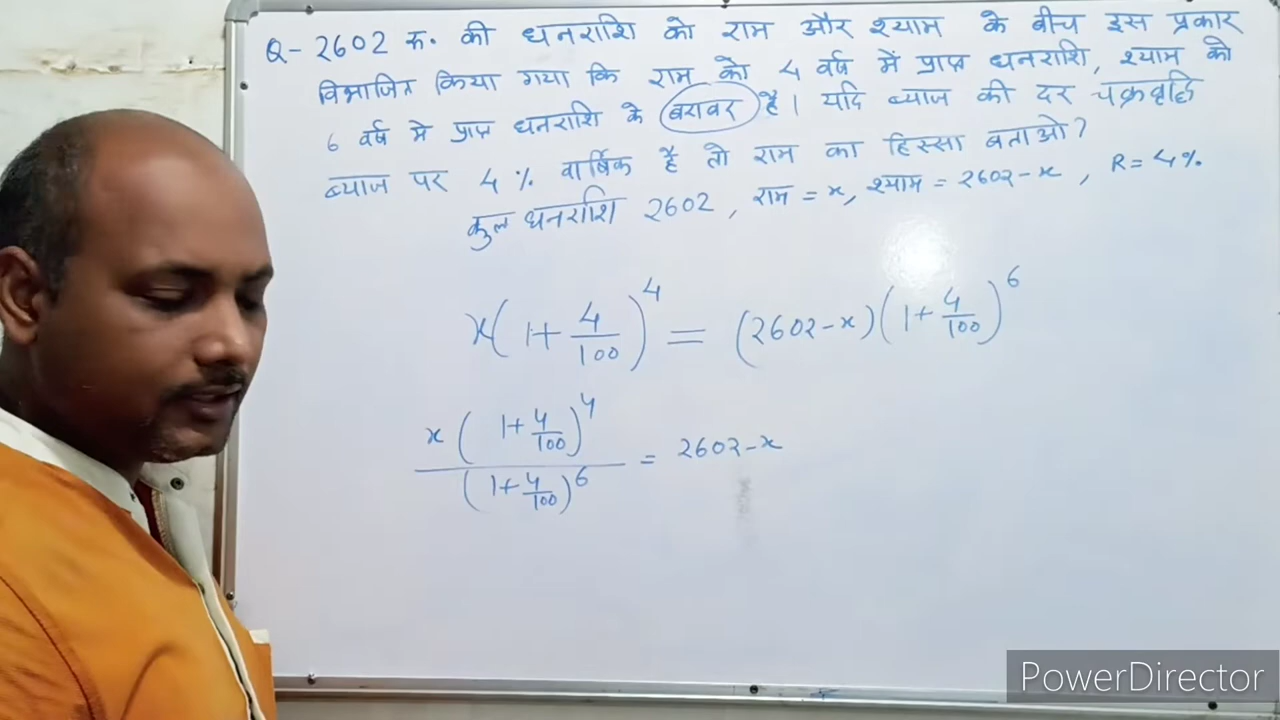 Q- 2602 रु. की धनराशि को राम और श्याम के बीच इस प्रकार
विभाजित किया गया कि राम को 4 वर्ष में प्राप्त धनराशि, श्याम को
6 वर्ष मे प्राप्त धनराशि के बराबर है। यदि ब्याज की दर चक्रवृद्धि
ब्याज पर 4 % वार्षिक है तो राम का हिस्सा बताओ?
कुल धनराशि 2602, राम = x, श्याम = 2602-x, R = 4%
x(1+4/100)^4 = (2602-x)(1+4/100)^6
x(1+4/100)^4/(1+4/100)^6 = 2602-x
PowerDirector